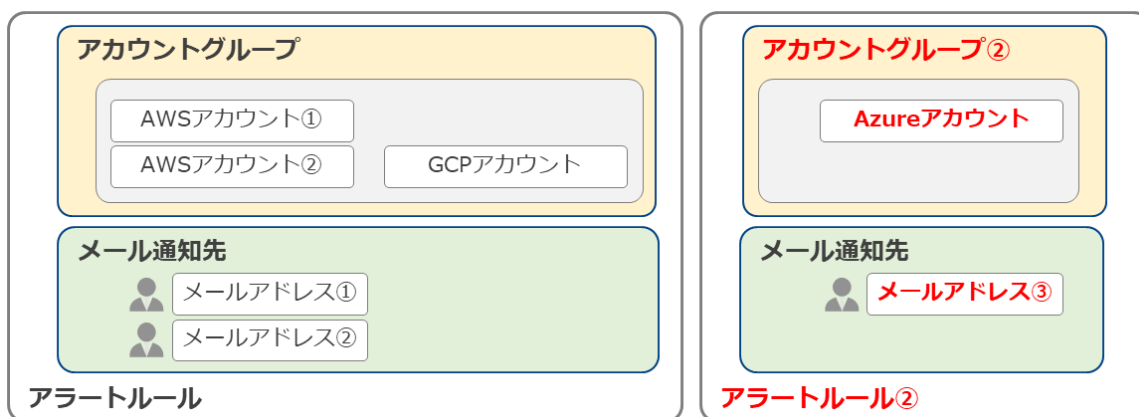 アカウントグループ
AWSアカウント①
AWSアカウント②
GCPアカウント
メール通知先
メールアドレス①
メールアドレス②
アラートルール
アカウントグループ②
Azureアカウント
メール通知先
メールアドレス③
アラートルール②